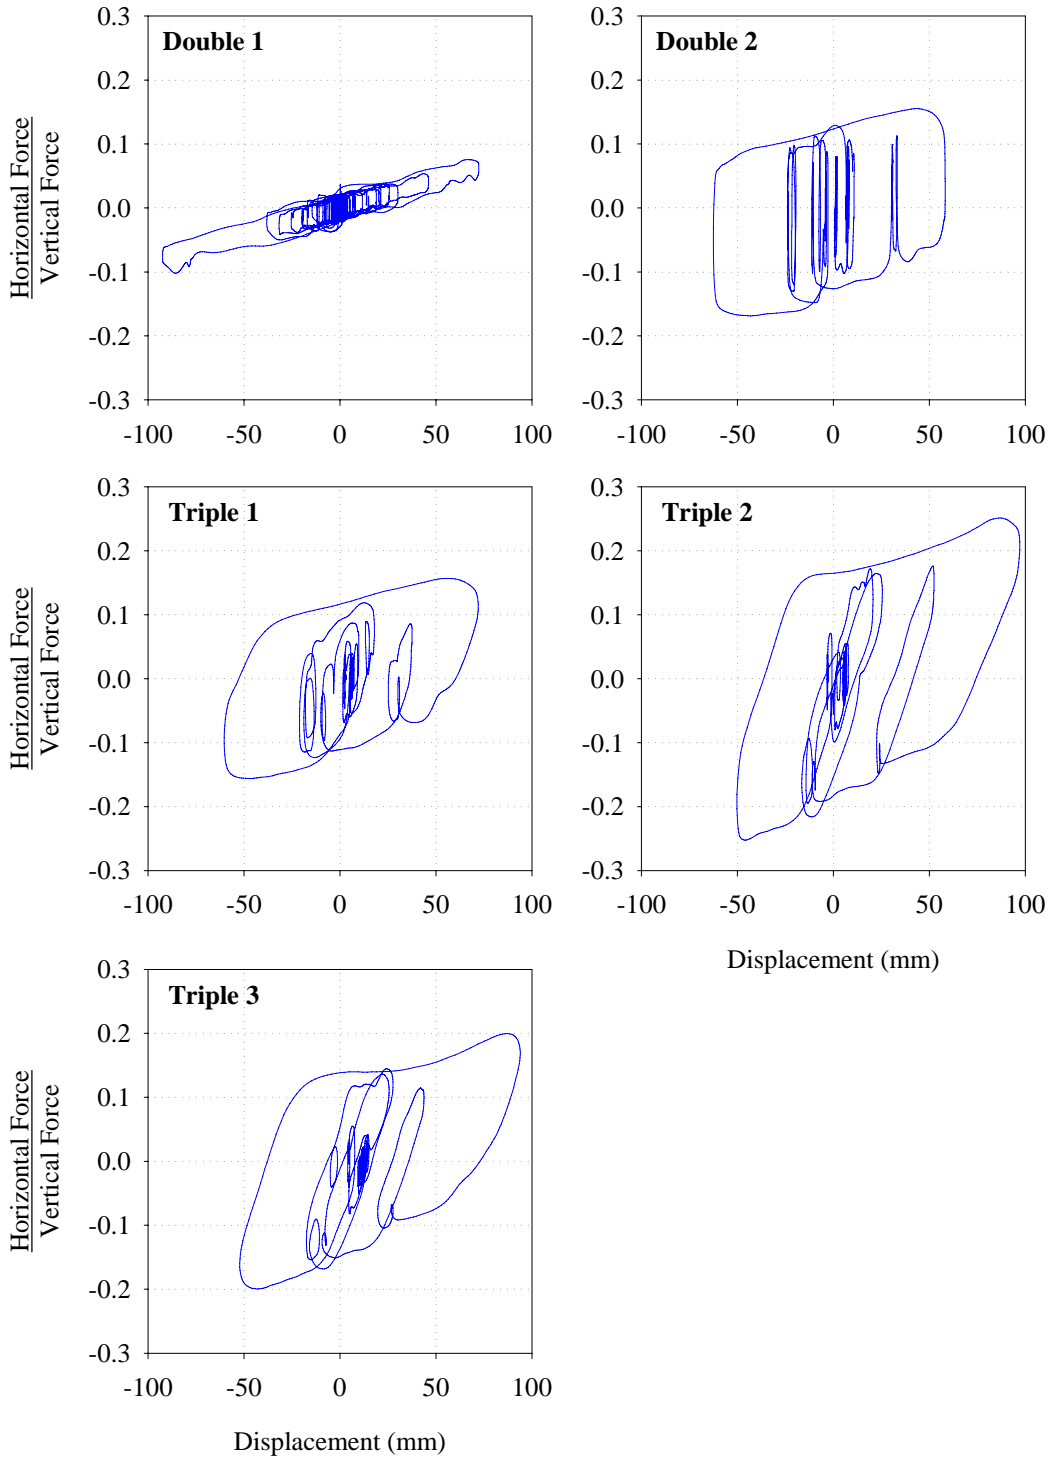 0.3
0.2
0.1
0.0
-0.1
-0.2
-0.3
Double 1
Horizontal Force
Vertical Force
-100 -50 0 50 100
0.3
0.2
0.1
0.0
-0.1
-0.2
-0.3
Double 2
-100 -50 0 50 100
0.3
0.2
0.1
0.0
-0.1
-0.2
-0.3
Triple 1
Horizontal Force
Vertical Force
-100 -50 0 50 100
0.3
0.2
0.1
0.0
-0.1
-0.2
-0.3
Triple 2
-100 -50 0 50 100
Displacement (mm)
0.3
0.2
0.1
0.0
-0.1
-0.2
-0.3
Triple 3
Horizontal Force
Vertical Force
-100 -50 0 50 100
Displacement (mm)